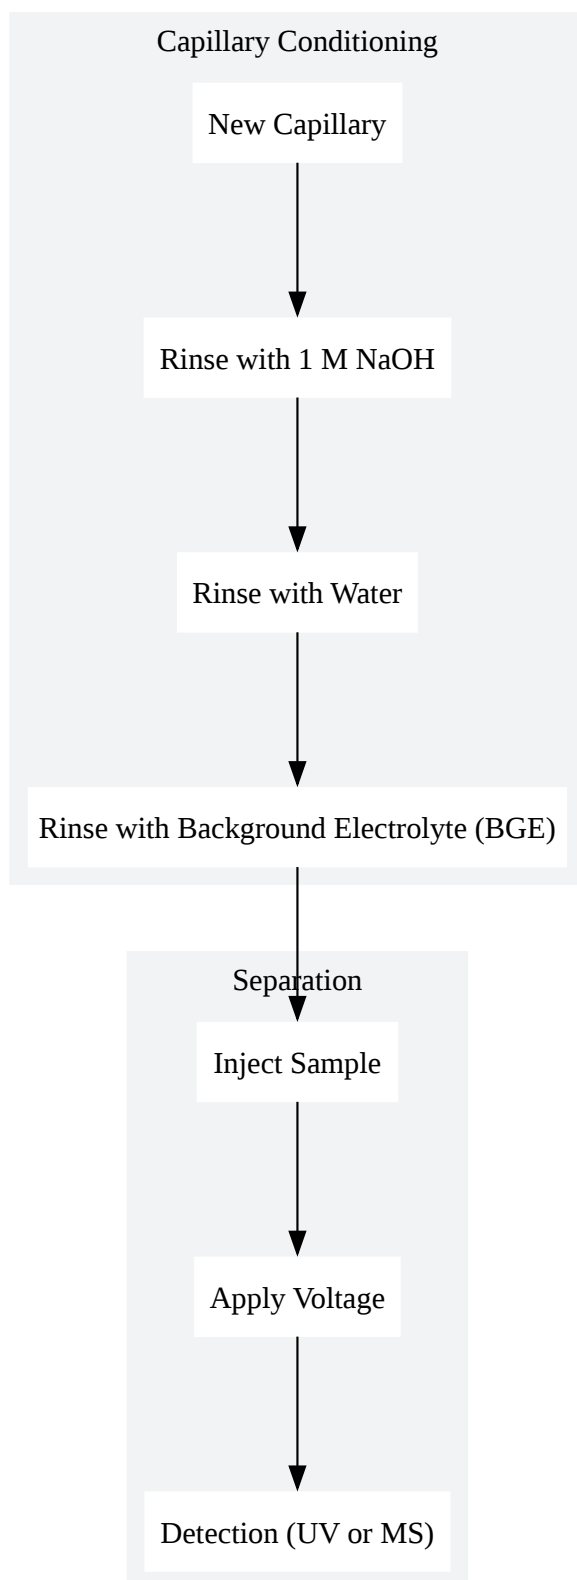 Capillary Conditioning
New Capillary
Rinse with 1 M NaOH
Rinse with Water
Rinse with Background Electrolyte (BGE)
Separation
Inject Sample
Apply Voltage
Detection (UV or MS)